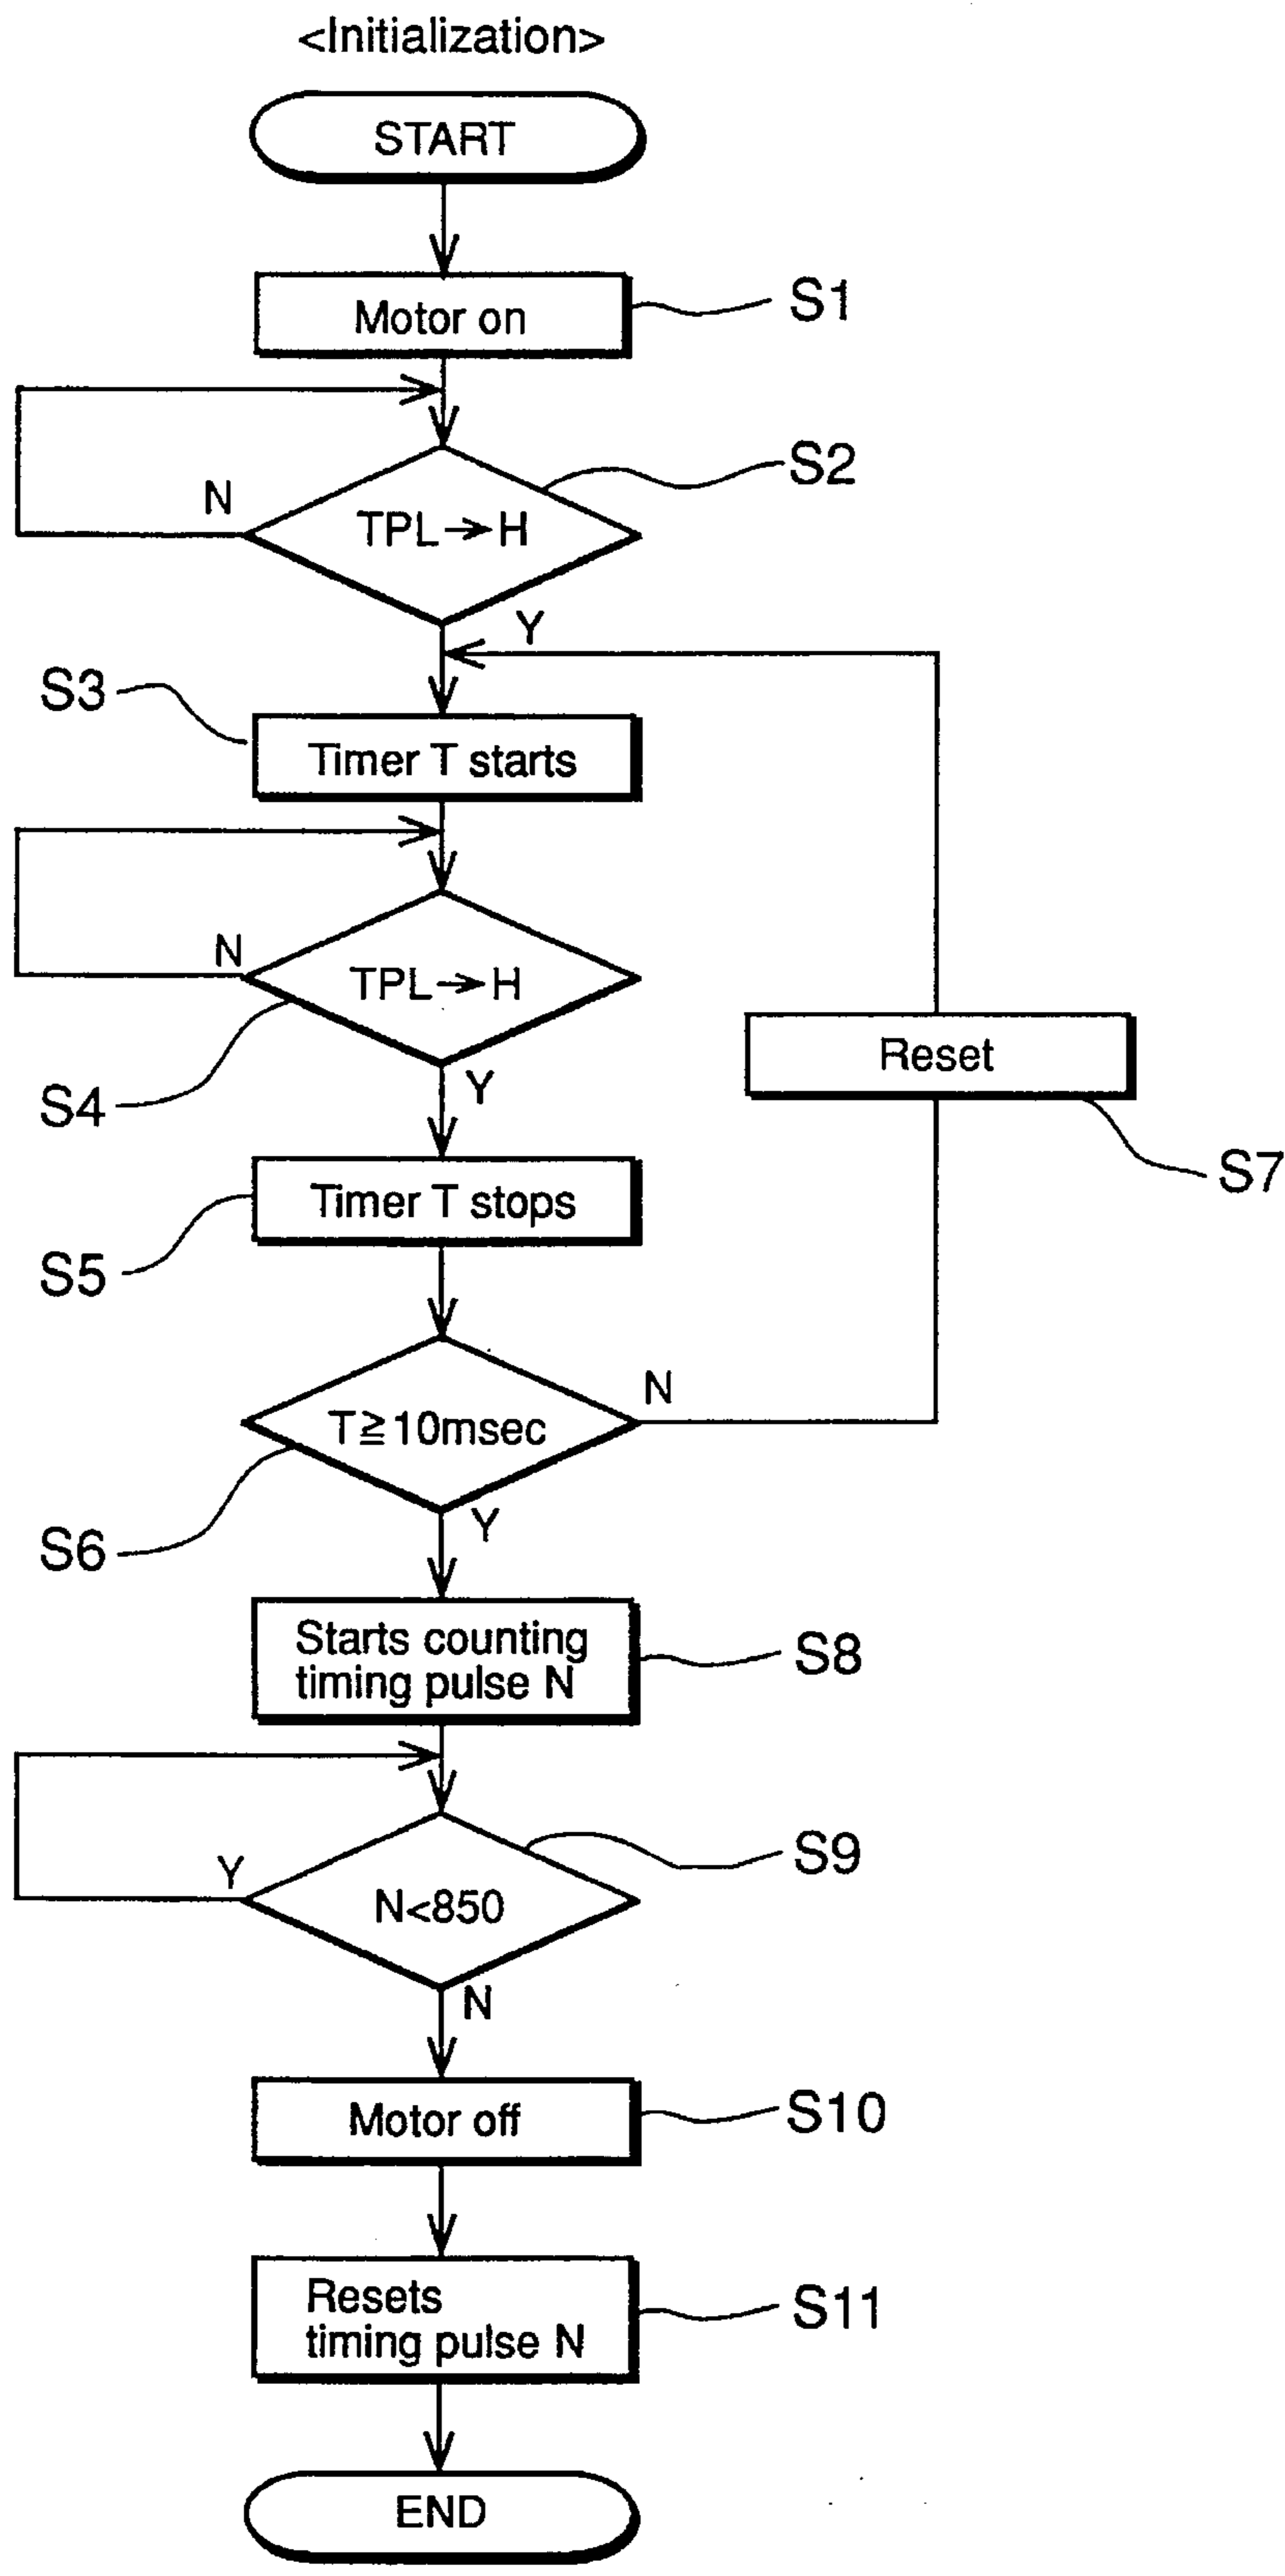 <Initialization>
START
Motor on
S1
S2
N
TPL→H
Y
S3
Timer T starts
N
TPL→H
S4
Y
Reset
S7
Timer T stops
S5
N
T≧10msec
S6
Y
Starts counting
timing pulse N
S8
S9
Y
N<850
N
Motor off
S10
Resets
timing pulse N
S11
END